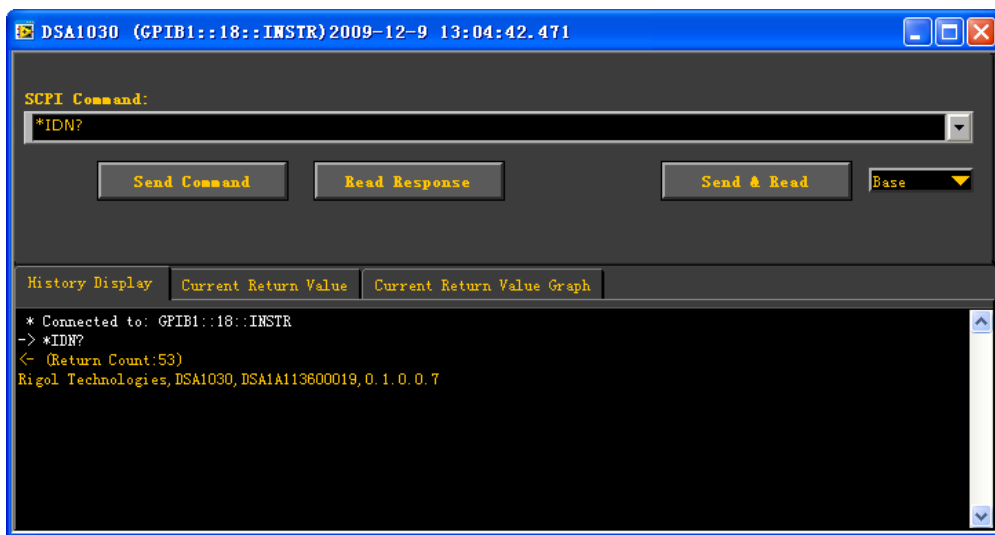 DSA1030 (GPIB1::18::INSTR)2009-12-9 13:04:42.471
SCPI Command:
*IDN?
Send Command Read Response Send & Read Base
History Display Current Return Value Current Return Value Graph
* Connected to: GPIB1::18::INSTR
-> *IDN?
<- (Return Count:53)
Rigol Technologies,DSA1030,DSA1A113600019,0.1.0.0.7